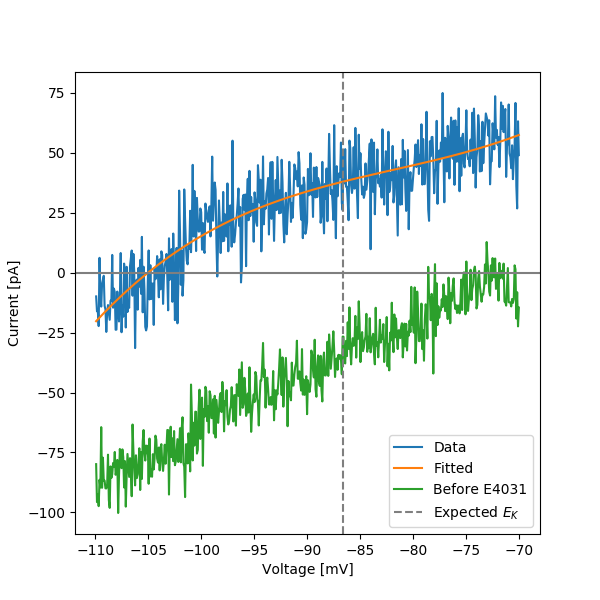 75
50
25
0
−25
−50
−75
−100
Current [pA]
Data
Fitted
Before E4031
Expected E_K
−110 −105 −100 −95 −90 −85 −80 −75 −70
Voltage [mV]